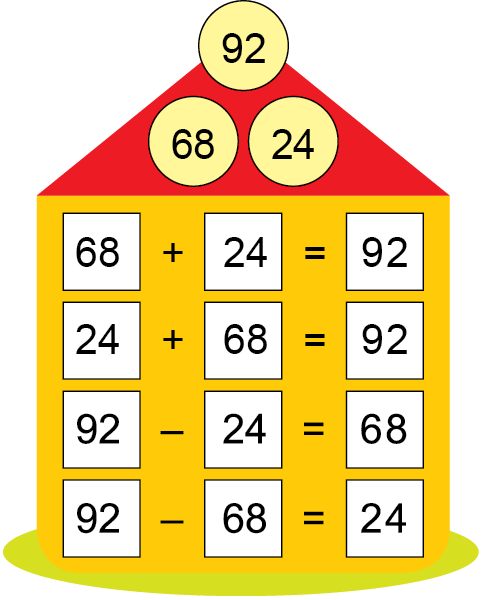 92
68 24
68 + 24 = 92
24 + 68 = 92
92 – 24 = 68
92 – 68 = 24